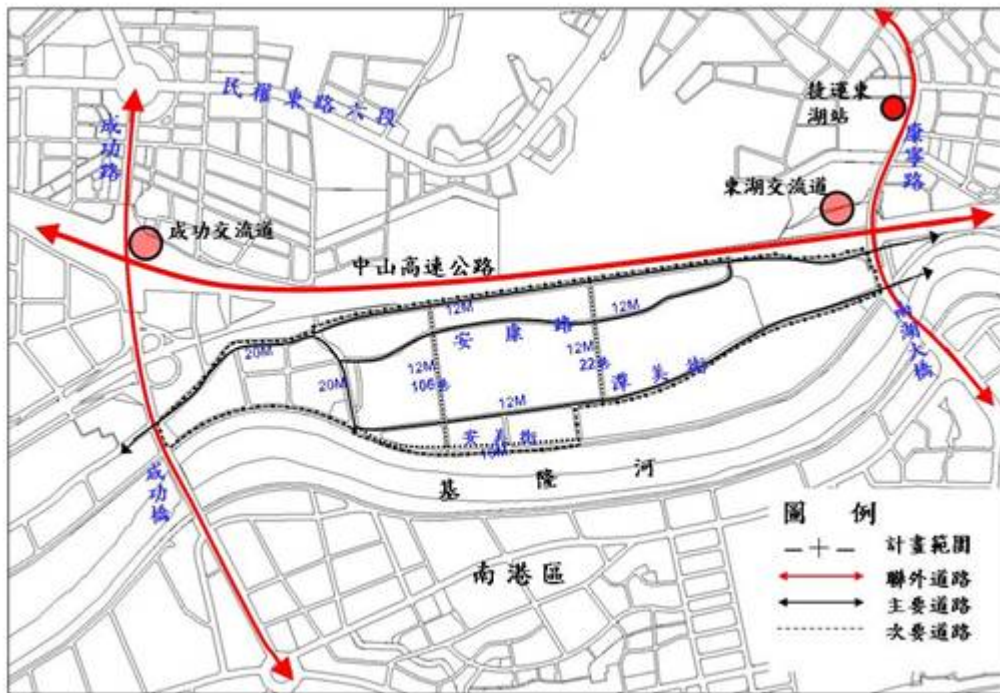 民權東路六段
成功路
捷運東
湖站
康寧路
東湖交流道
成功交流道
中山高速公路
12M
12M
安康路
20M
12M
12M
106巷
22巷
20M
潭美街
南湖大橋
12M
安美街
15M
基隆河
成功橋
南港區
圖例
計畫範圍
聯外道路
主要道路
次要道路